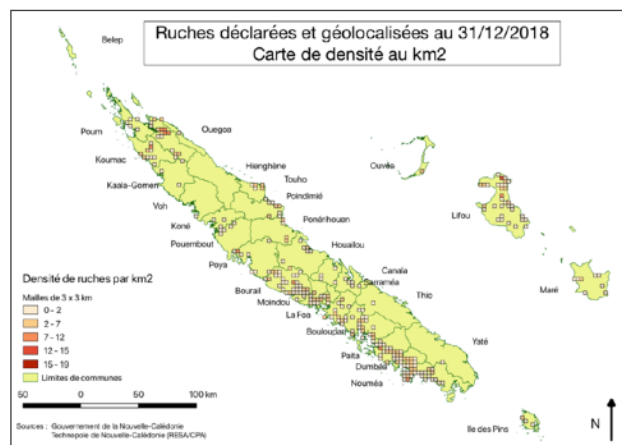 Ruches déclarées et géolocalisées au 31/12/2018
Carte de densité au km2
Belep
Poum
Ouegoa
Koumac
Kaala-Gomen
Hienghène
Touho
Poindimié
Ouvéa
Voh
Ponérihouen
Koné
Pouembout
Houaïlou
Lifou
Poya
Canala
Sarraméa
Maré
Bourail
Moindou
Thio
La Foa
Bouloupari
Païta
Yaté
Dumbéa
Nouméa
Ile des Pins
Densité de ruches par km2
Mailles de 3 x 3 km
0 - 2
2 - 7
7 - 12
12 - 15
15 - 19
Limites de communes
50 0 50 100 km
Sources : Gouvernement de la Nouvelle-Calédonie
Technopole de Nouvelle-Calédonie (RESA/CPA)
N